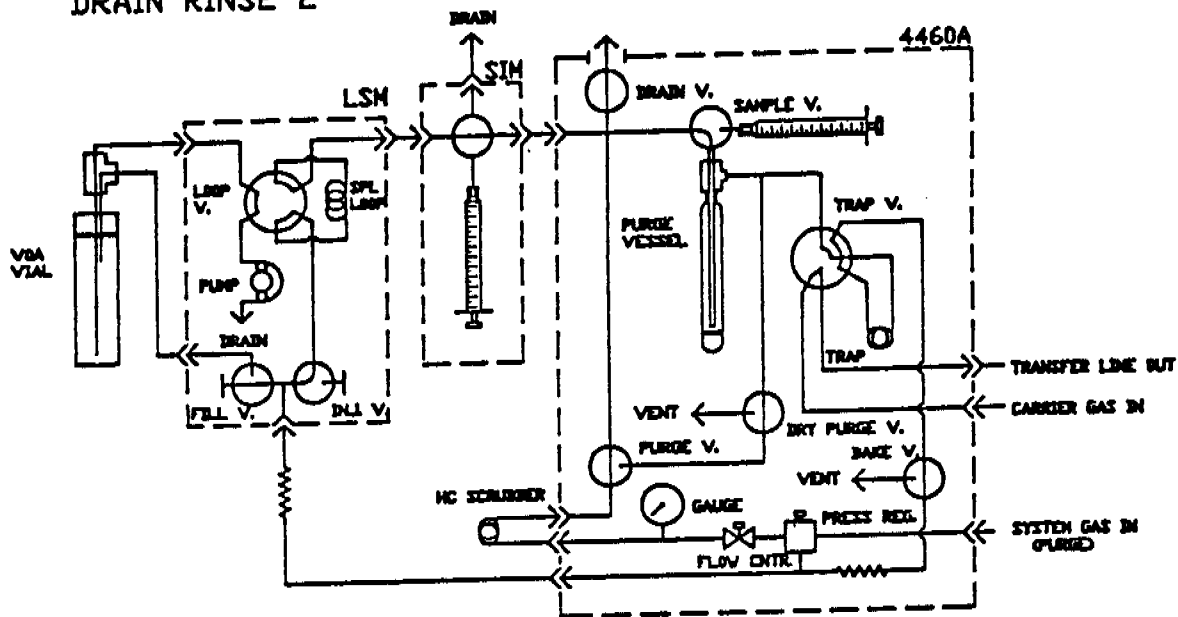 DRAIN RINSE 2
DRAIN
4460A
SIM
LSM
DRAIN V.
SAMPLE V.
LOOP
V.
SPL
LOOP
TRAP V.
PURGE
VESSEL
VOA
VIAL
PUMP
DRAIN
TRAP
TRANSFER LINE OUT
FILL V.
INJ V.
VENT
DRY PURGE V.
CARRIER GAS IN
PURGE V.
BAKE V.
VENT
HC SCRUBBER
GAUGE
PRESS REG.
SYSTEM GAS IN
(PURGE)
FLOW CNTR.